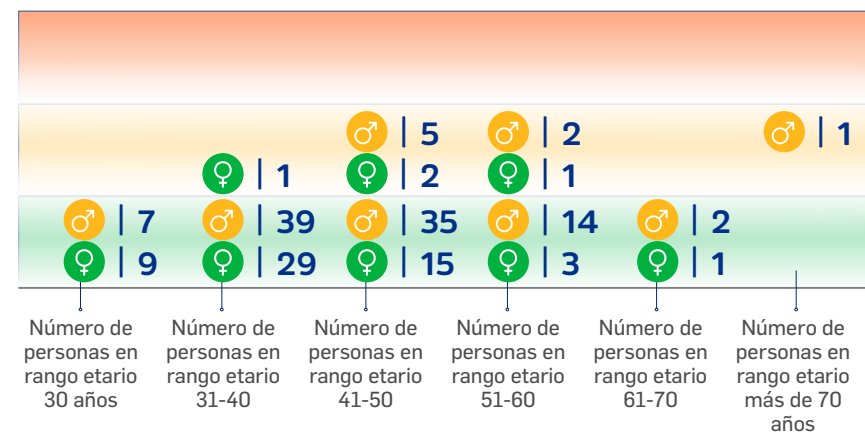 | 5 | 2 | 1
| 1 | 2 | 1
| 7 | 39 | 35 | 14 | 2
| 9 | 29 | 15 | 3 | 1
Número de
personas en
rango etario
30 años
Número de
personas en
rango etario
31-40
Número de
personas en
rango etario
41-50
Número de
personas en
rango etario
51-60
Número de
personas en
rango etario
61-70
Número de
personas en
rango etario
más de 70
años